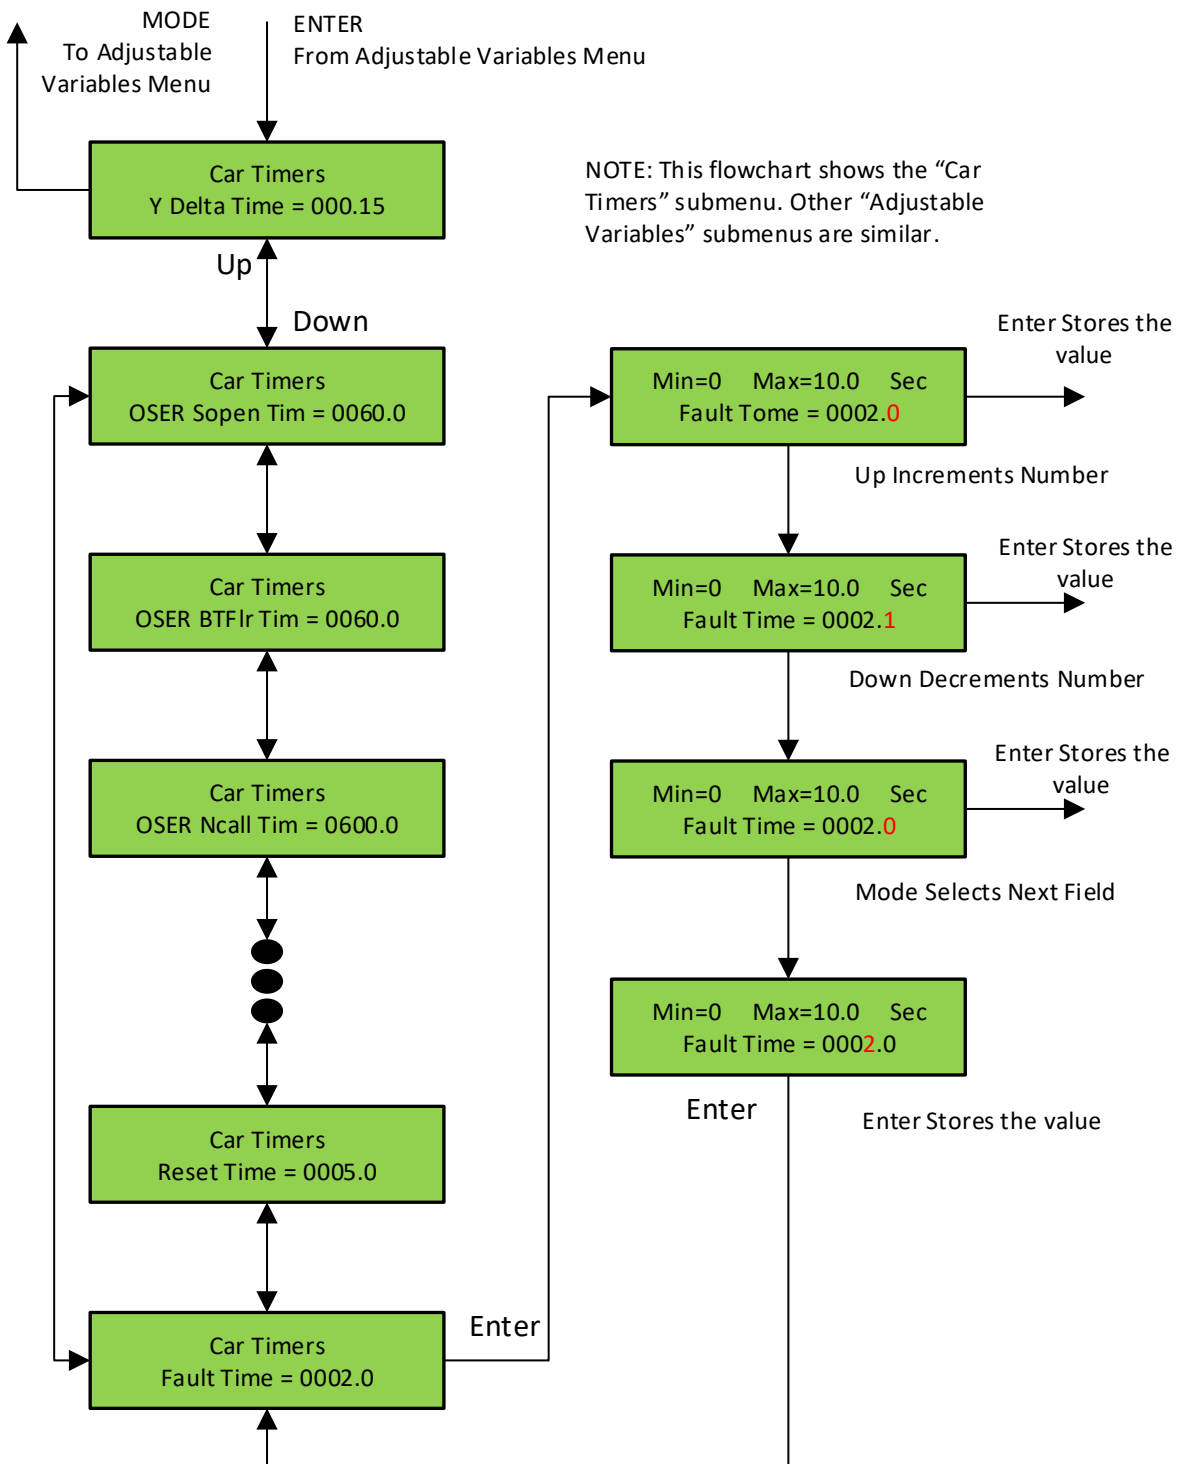 MODE
To Adjustable
Variables Menu
ENTER
From Adjustable Variables Menu
Car Timers
Y Delta Time = 000.15
NOTE: This flowchart shows the “Car
Timers” submenu. Other “Adjustable
Variables” submenus are similar.
Up
Down
Car Timers
OSER Sopen Tim = 0060.0
Car Timers
OSER BTFlr Tim = 0060.0
Car Timers
OSER Ncall Tim = 0600.0
Car Timers
Reset Time = 0005.0
Car Timers
Fault Time = 0002.0
Enter
Min=0 Max=10.0 Sec
Fault Tome = 0002.0
Enter Stores the
value
Up Increments Number
Min=0 Max=10.0 Sec
Fault Time = 0002.1
Enter Stores the
value
Down Decrements Number
Min=0 Max=10.0 Sec
Fault Time = 0002.0
Enter Stores the
value
Mode Selects Next Field
Min=0 Max=10.0 Sec
Fault Time = 0002.0
Enter
Enter Stores the value